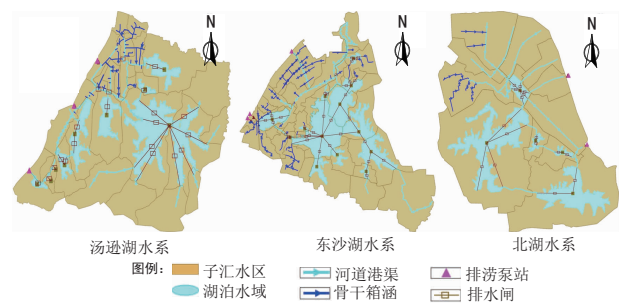 N
N
N
汤逊湖水系
东沙湖水系
北湖水系
图例：
子汇水区
河道港渠
排涝泵站
湖泊水域
骨干箱涵
排水闸